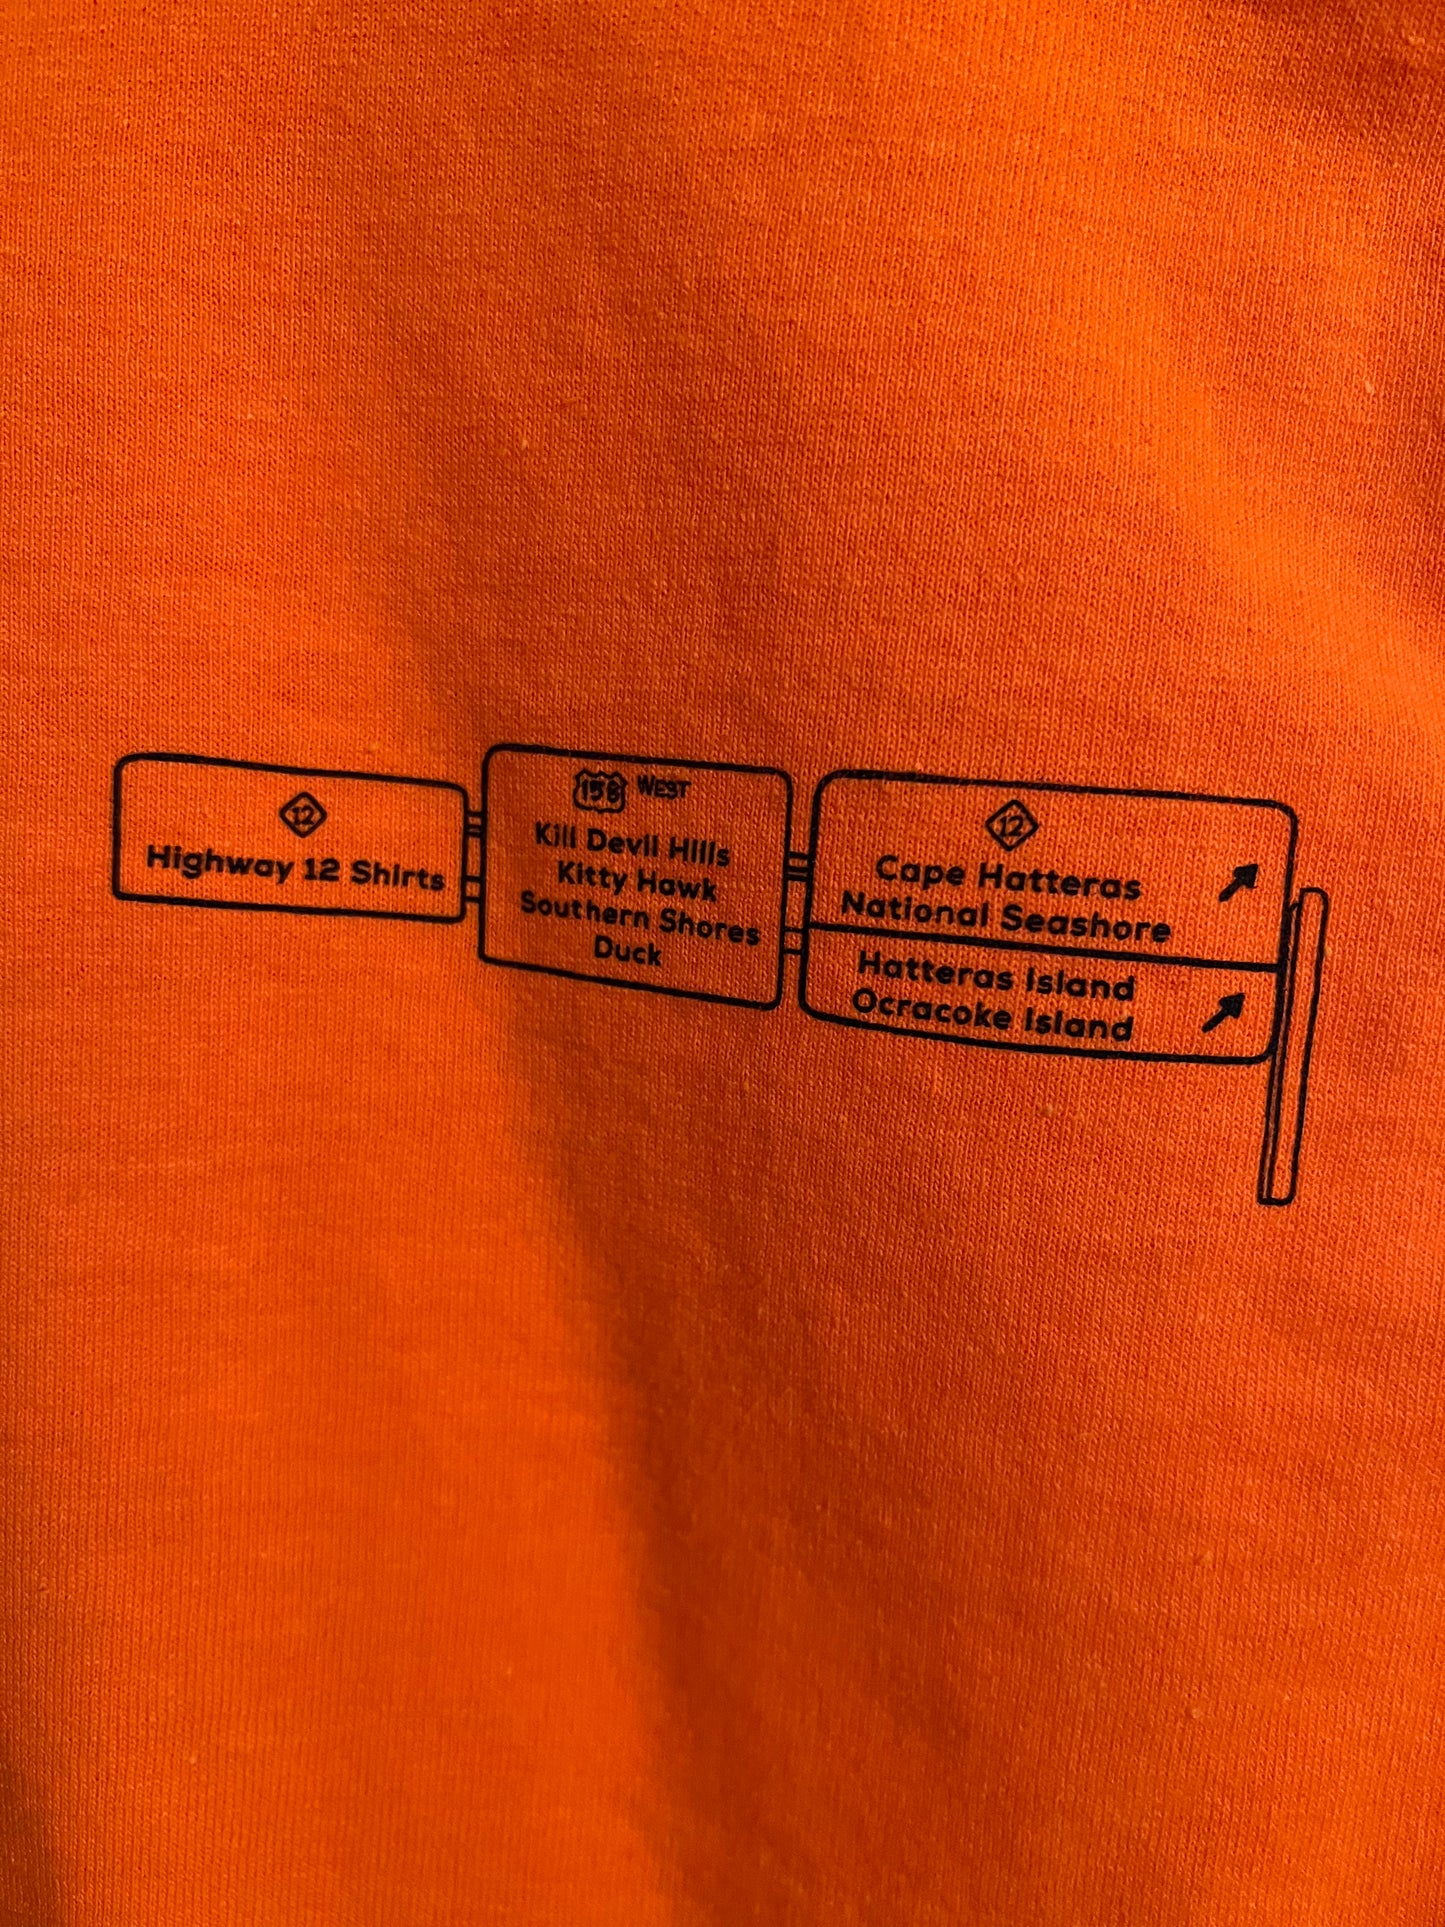 12
Highway 12 Shirts
158 WEST
Kill Devil Hills
Kitty Hawk
Southern Shores
Duck
12
Cape Hatteras
National Seashore
Hatteras Island
Ocracoke Island